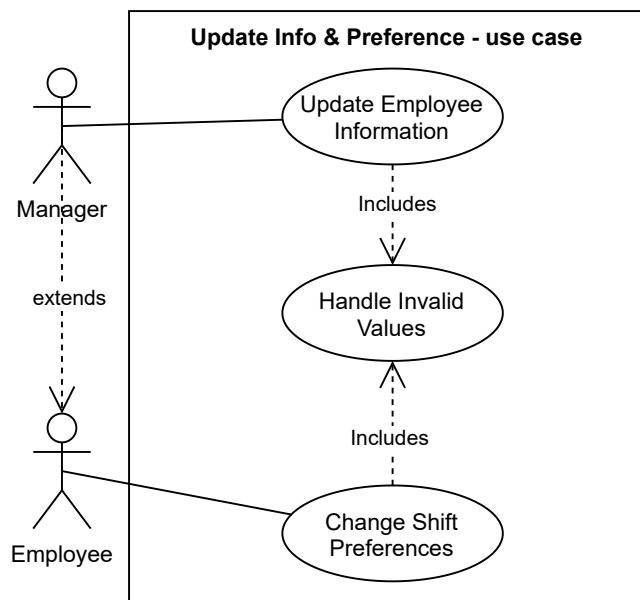 Update Info & Preference - use case
Update Employee
Information
Manager
Includes
extends
Handle Invalid
Values
Includes
Employee
Change Shift
Preferences